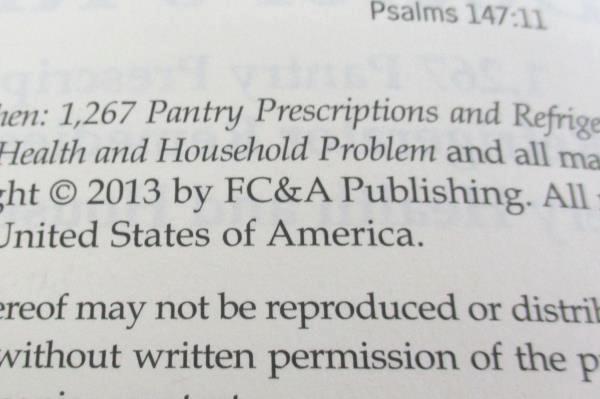 Psalms 147:11
hen: 1,267 Pantry Prescriptions and Refrige
Health and Household Problem and all ma
ght © 2013 by FC&A Publishing. All
United States of America.
ereof may not be reproduced or distrib
without written permission of the p